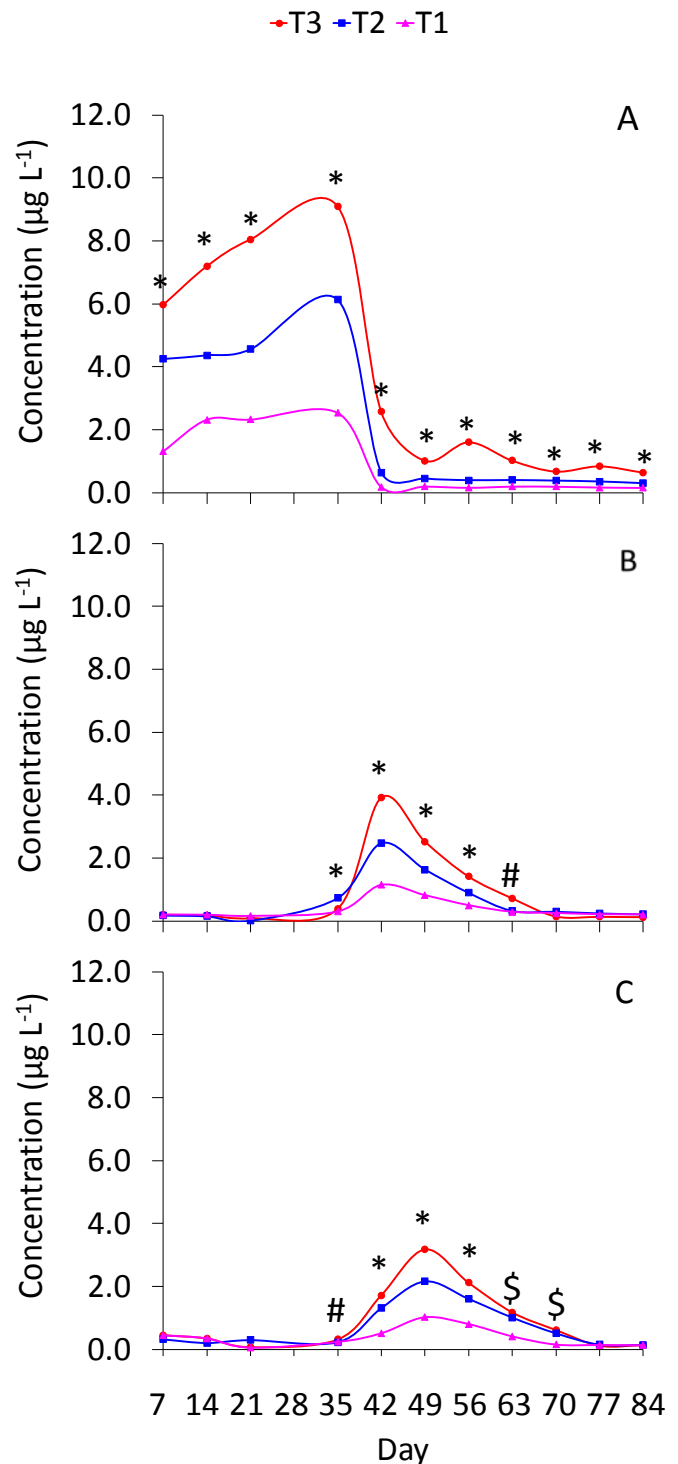 T3 T2 T1
A
12.0
10.0
8.0
6.0
4.0
2.0
0.0
Concentration (µg L-1)
* * * * * * * * * * *
B
12.0
10.0
8.0
6.0
4.0
2.0
0.0
Concentration (µg L-1)
* * * * #
C
12.0
10.0
8.0
6.0
4.0
2.0
0.0
Concentration (µg L-1)
# * * * $ $
7 14 21 28 35 42 49 56 63 70 77 84
Day